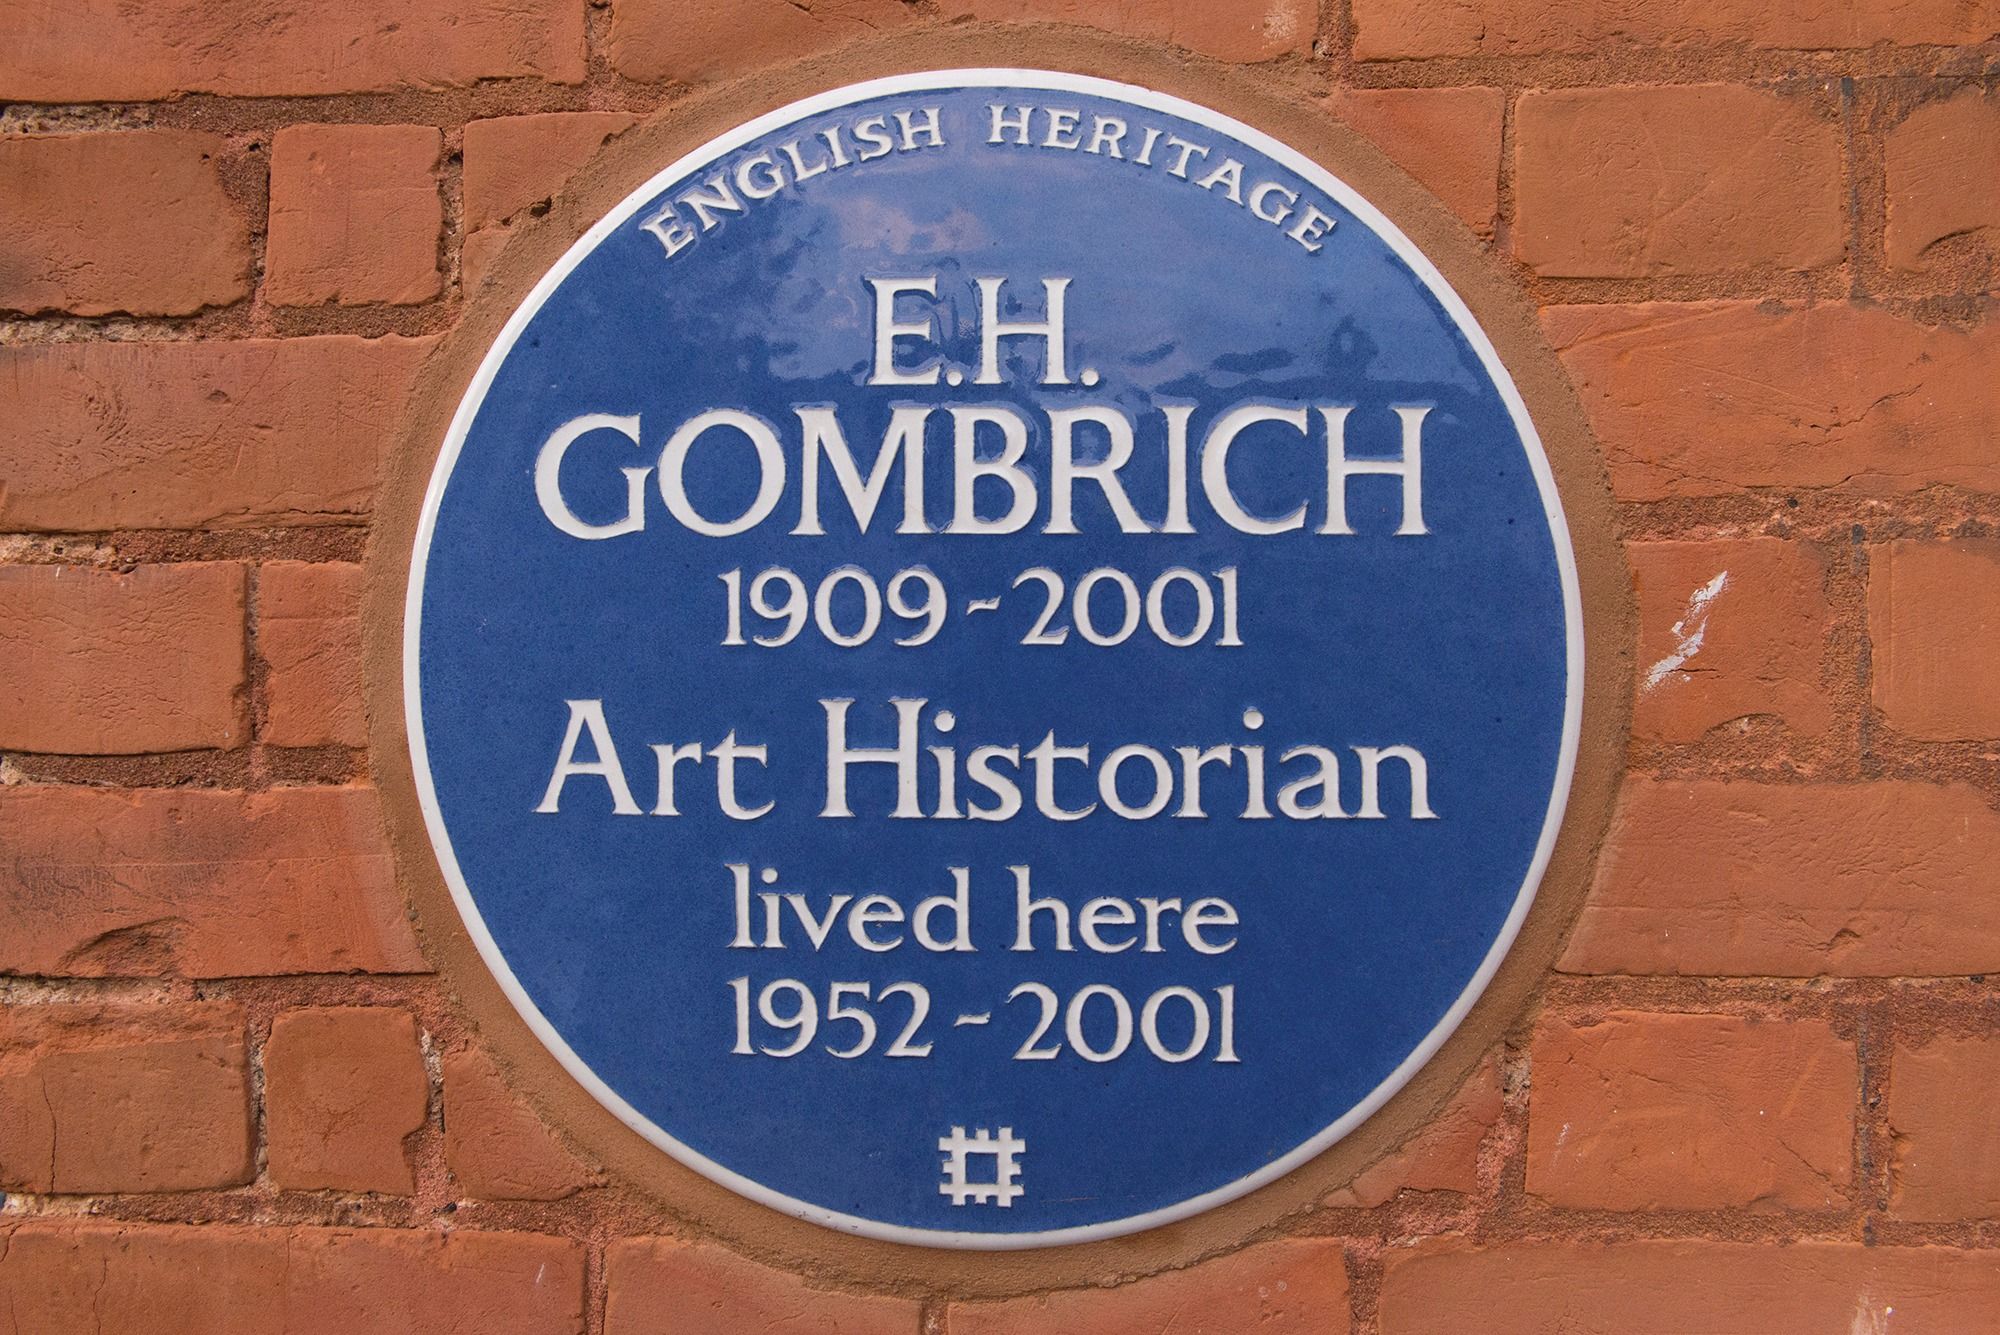 ENGLISH HERITAGE
E.H.
GOMBRICH
1909 - 2001
Art Historian
lived here
1952 - 2001